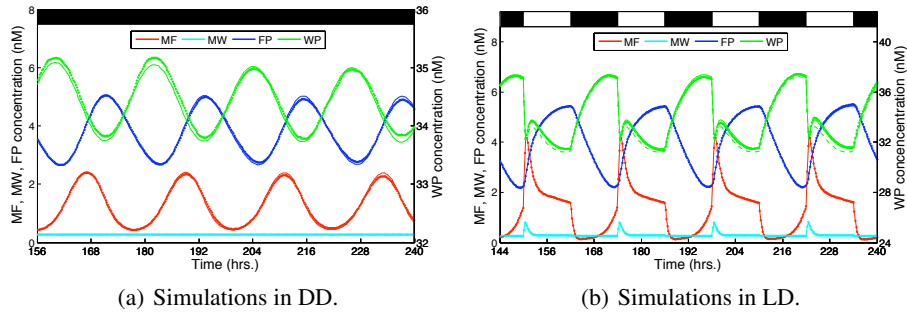 8
6
4
2
0
MF, MW, FP concentration (nM)
MF MW FP WP
36
35
34
33
32
WP concentration (nM)
156 168 180 192 204 216 228 240
Time (hrs.)
(a) Simulations in DD.
8
6
4
2
0
MF, MW, FP concentration (nM)
MF MW FP WP
40
36
32
28
24
WP concencentration (nM)
144 156 168 180 192 204 216 228 240
Time (hrs.)
(b) Simulations in LD.